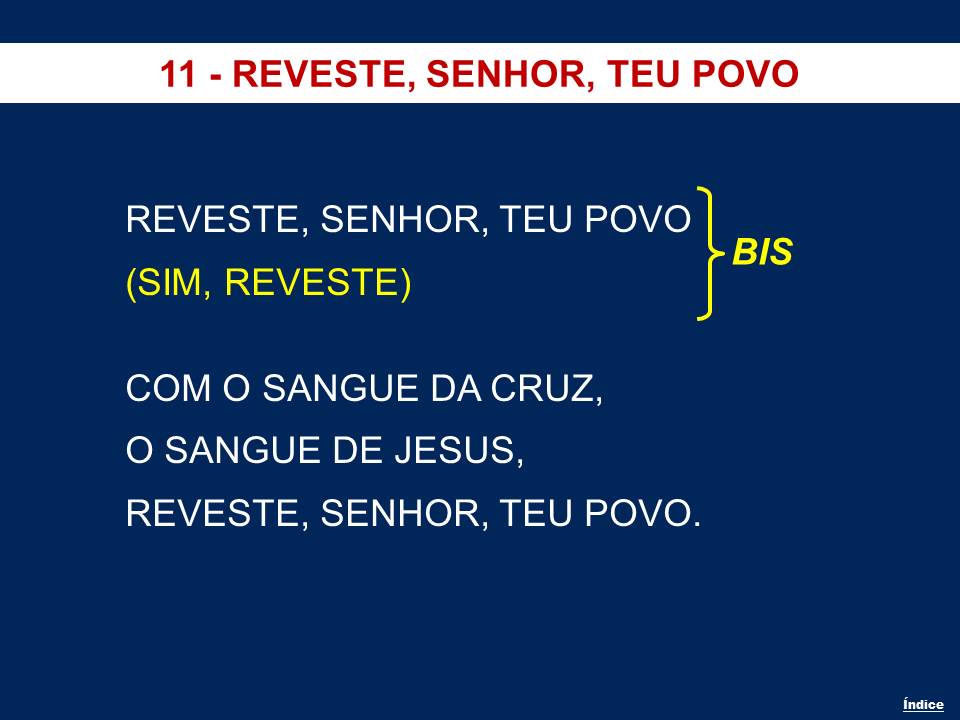 11 - REVESTE, SENHOR, TEU POVO
REVESTE, SENHOR, TEU POVO
(SIM, REVESTE)
BIS
COM O SANGUE DA CRUZ,
O SANGUE DE JESUS,
REVESTE, SENHOR, TEU POVO.
Índice